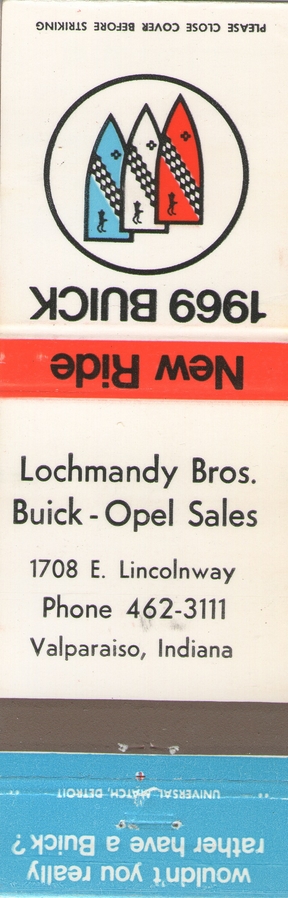 PLEASE CLOSE COVER BEFORE STRIKING
1969 BUICK
New Ride
Lochmandy Bros.
Buick - Opel Sales
1708 E. Lincolnway
Phone 462-3111
Valparaiso, Indiana
UNIVERSAL MATCH, DETROIT
wouldn't you really
rather have a Buick?